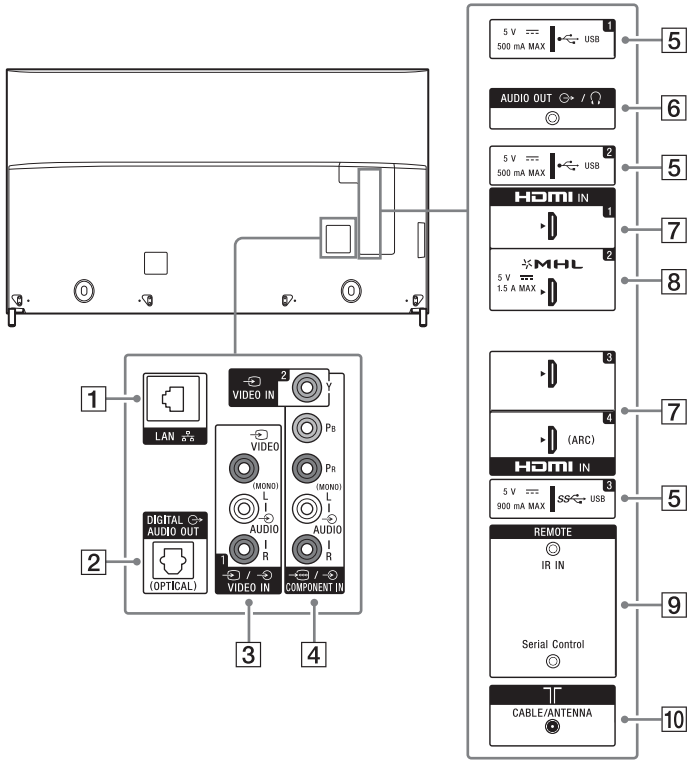 5 V
500 mA MAX
USB
1
5
AUDIO OUT /
6
5 V
500 mA MAX
USB
2
5
HDMI IN
1
7
MHL
2
5 V
1.5 A MAX
8
3
4
(ARC)
HDMI IN
7
5 V
900 mA MAX
SS
USB
3
5
REMOTE
IR IN
Serial Control
9
CABLE/ANTENNA
10
1
LAN
2
DIGITAL
AUDIO OUT
(OPTICAL)
VIDEO IN
2
Y
PB
PR
VIDEO
(MONO)
L
AUDIO
R
1
/
VIDEO IN
3
(MONO)
L
AUDIO
R
/
COMPONENT IN
4